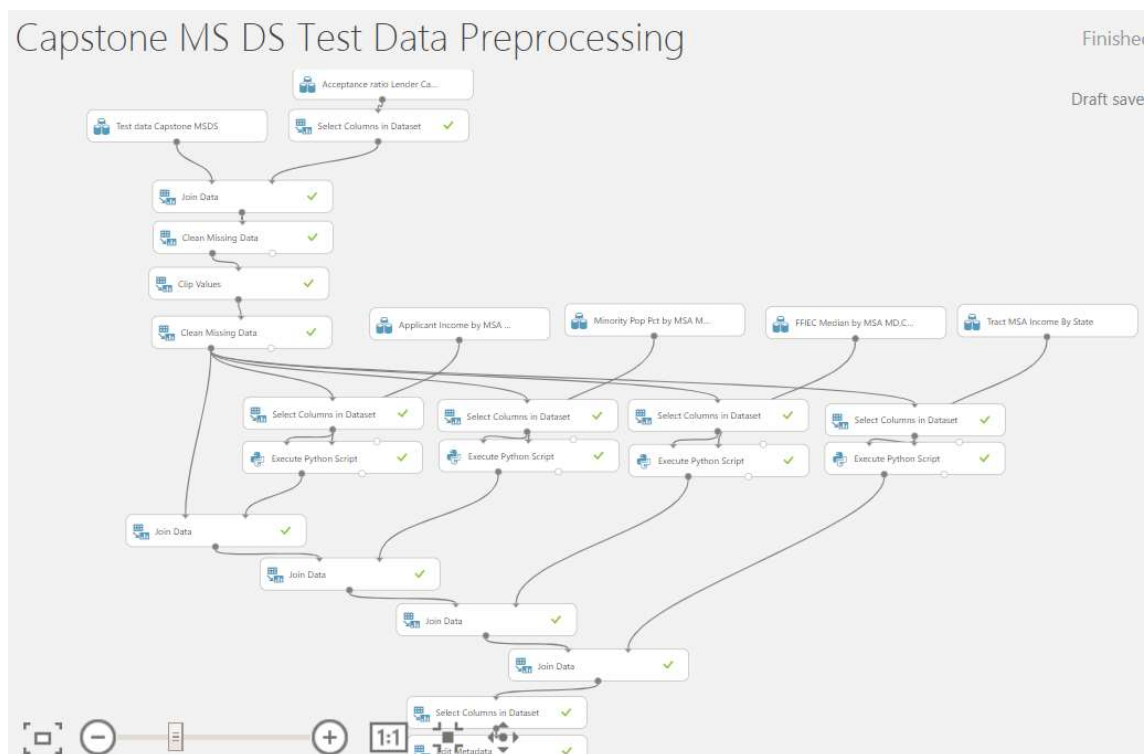 Capstone MS DS Test Data Preprocessing
Finished
Draft save
Acceptance ratio Lender Ca...
Test data Capstone MSDS
Select Columns in Dataset
Join Data
Clean Missing Data
Clip Values
Clean Missing Data
Applicant Income by MSA ...
Minority Pop Pct by MSA M...
FFIEC Median by MSA MD,C...
Tract MSA Income By State
Select Columns in Dataset
Select Columns in Dataset
Select Columns in Dataset
Select Columns in Dataset
Execute Python Script
Execute Python Script
Execute Python Script
Execute Python Script
Join Data
Join Data
Join Data
Join Data
Select Columns in Dataset
1:1
Edit Metadata